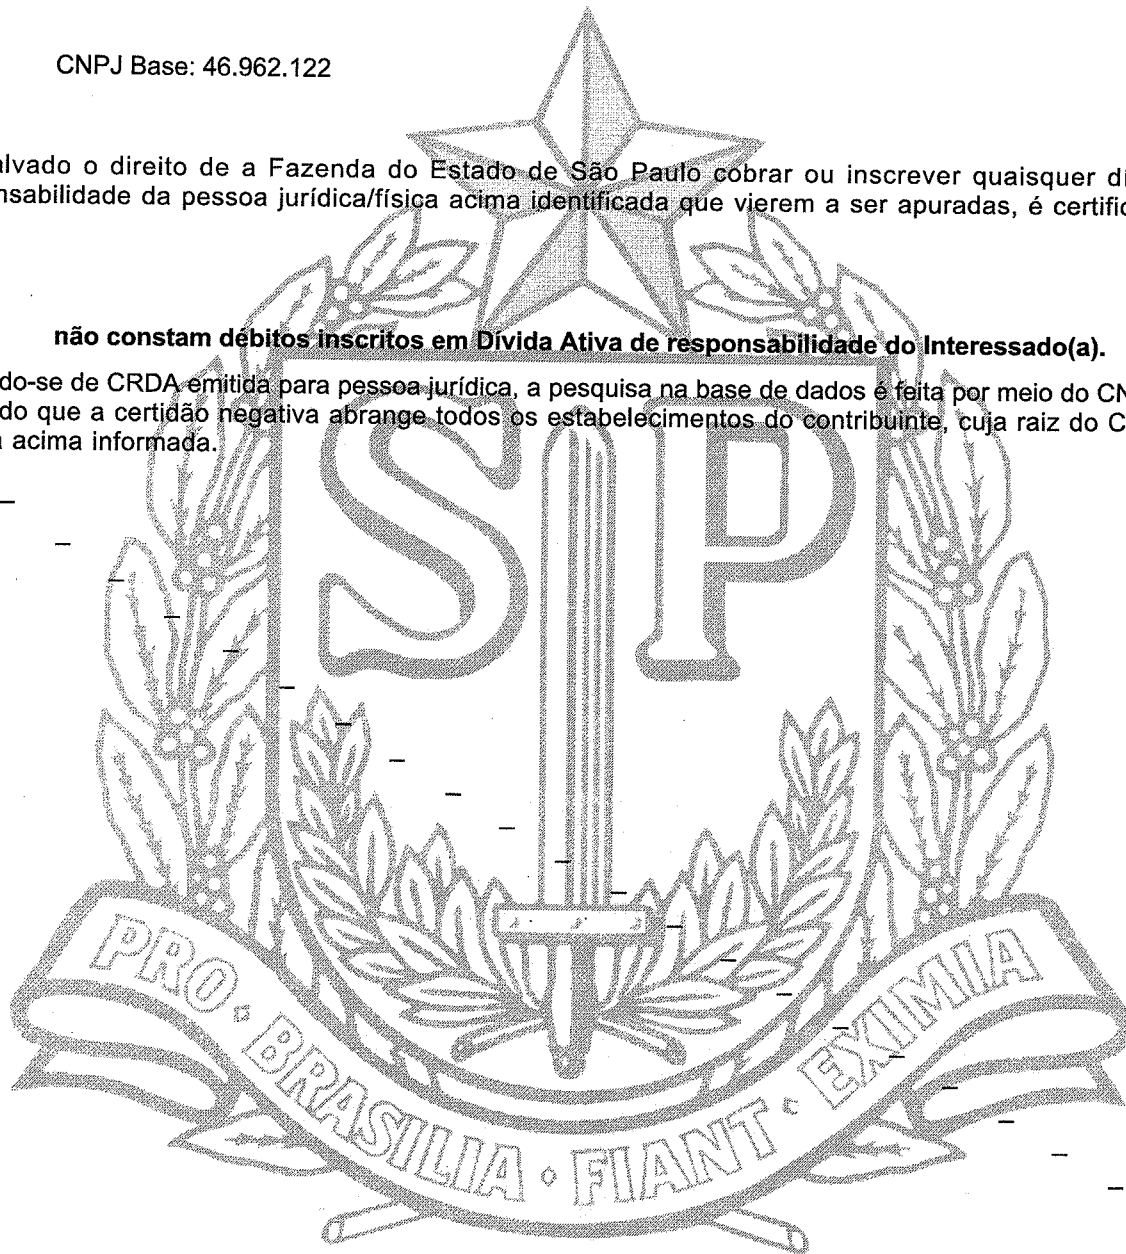 CNPJ Base: 46.962.122
alvado o direito de a Fazenda do Estado de São Paulo cobrar ou inscrever quaisquer dí
nsabilidade da pessoa jurídica/física acima identificada que vierem a ser apuradas, é certific
não constam débitos inscritos em Dívida Ativa de responsabilidade do Interessado(a).
do-se de CRDA emitida para pessoa jurídica, a pesquisa na base de dados é feita por meio do CN
do que a certidão negativa abrange todos os estabelecimentos do contribuinte, cuja raiz do C
a acima informada.
SP
PRO · BRASILIA · FIANT · EXIMIA